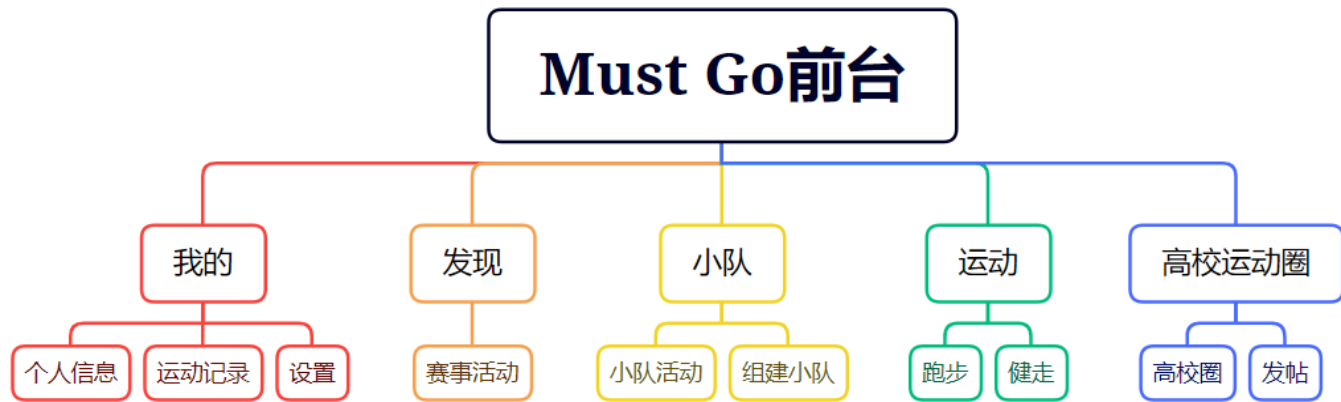 Must Go前台
我的
发现
小队
运动
高校运动圈
个人信息
运动记录
设置
赛事活动
小队活动
组建小队
跑步
健走
高校圈
发帖